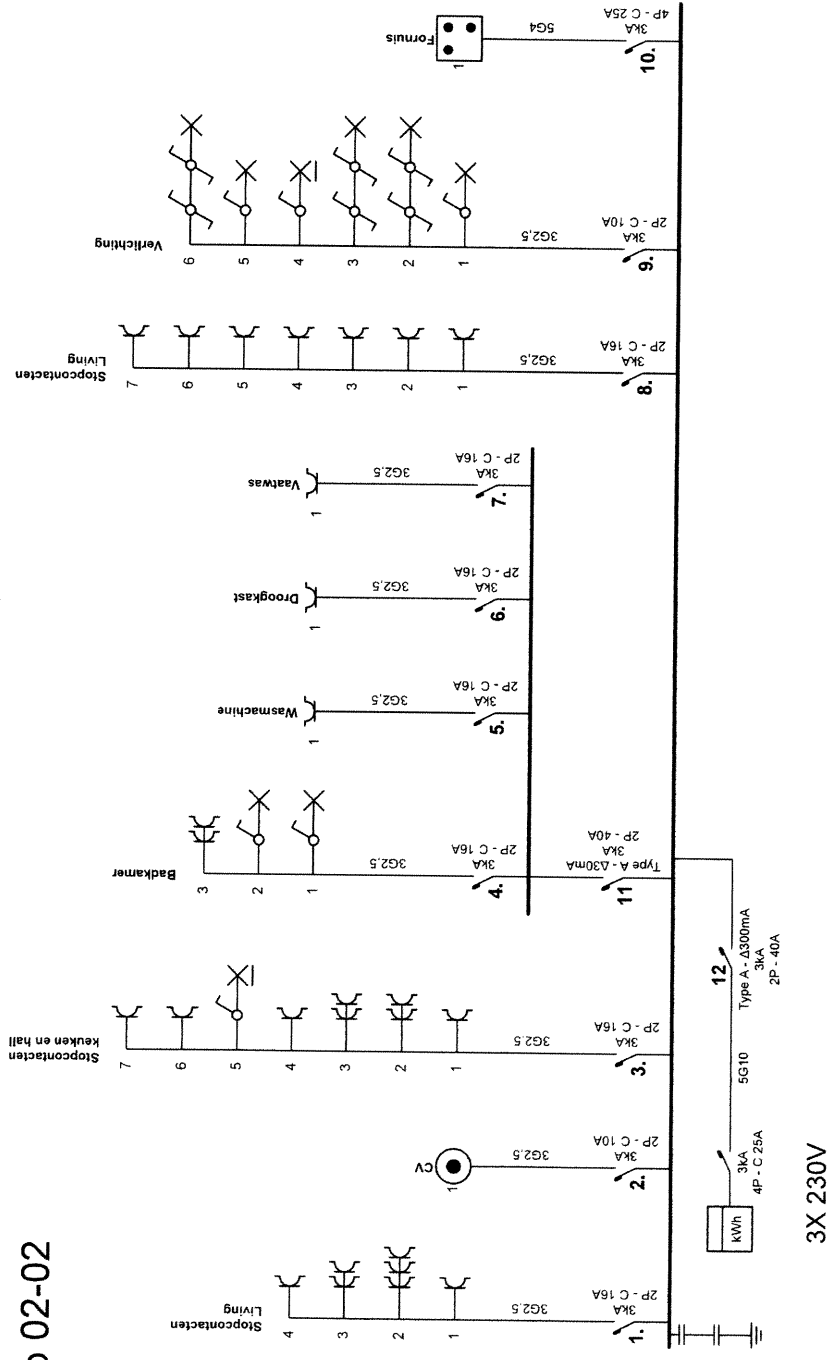 o 02-02
Stopcontacten
Living
4
3
2
1
3G2.5
1.
3kA
2P - C 16A
CV
1
3G2.5
2.
3kA
2P - C 10A
Stopcontacten
keuken en hall
7
6
5
4
3
2
1
3G2.5
3.
3kA
2P - C 16A
Badkamer
3
2
1
3G2.5
4.
3kA
2P - C 16A
Wasmachine
1
3G2.5
5.
3kA
2P - C 16A
Droogkast
1
3G2,5
6.
3kA
2P - C 16A
Vaatwas
1
3G2.5
7.
3kA
2P - C 16A
11
Type A - Δ30mA
3kA
2P - 40A
Stopcontacten
Living
7
6
5
4
3
2
1
3G2,5
8.
3kA
2P - C 16A
Verlichting
6
5
4
3
2
1
3G2,5
9.
3kA
2P - C 10A
Fornuis
1
5G4
10.
3kA
4P - C 25A
kWh
3kA
4P - C 25A
5G10
12
Type A - Δ300mA
3kA
2P - 40A
3X 230V